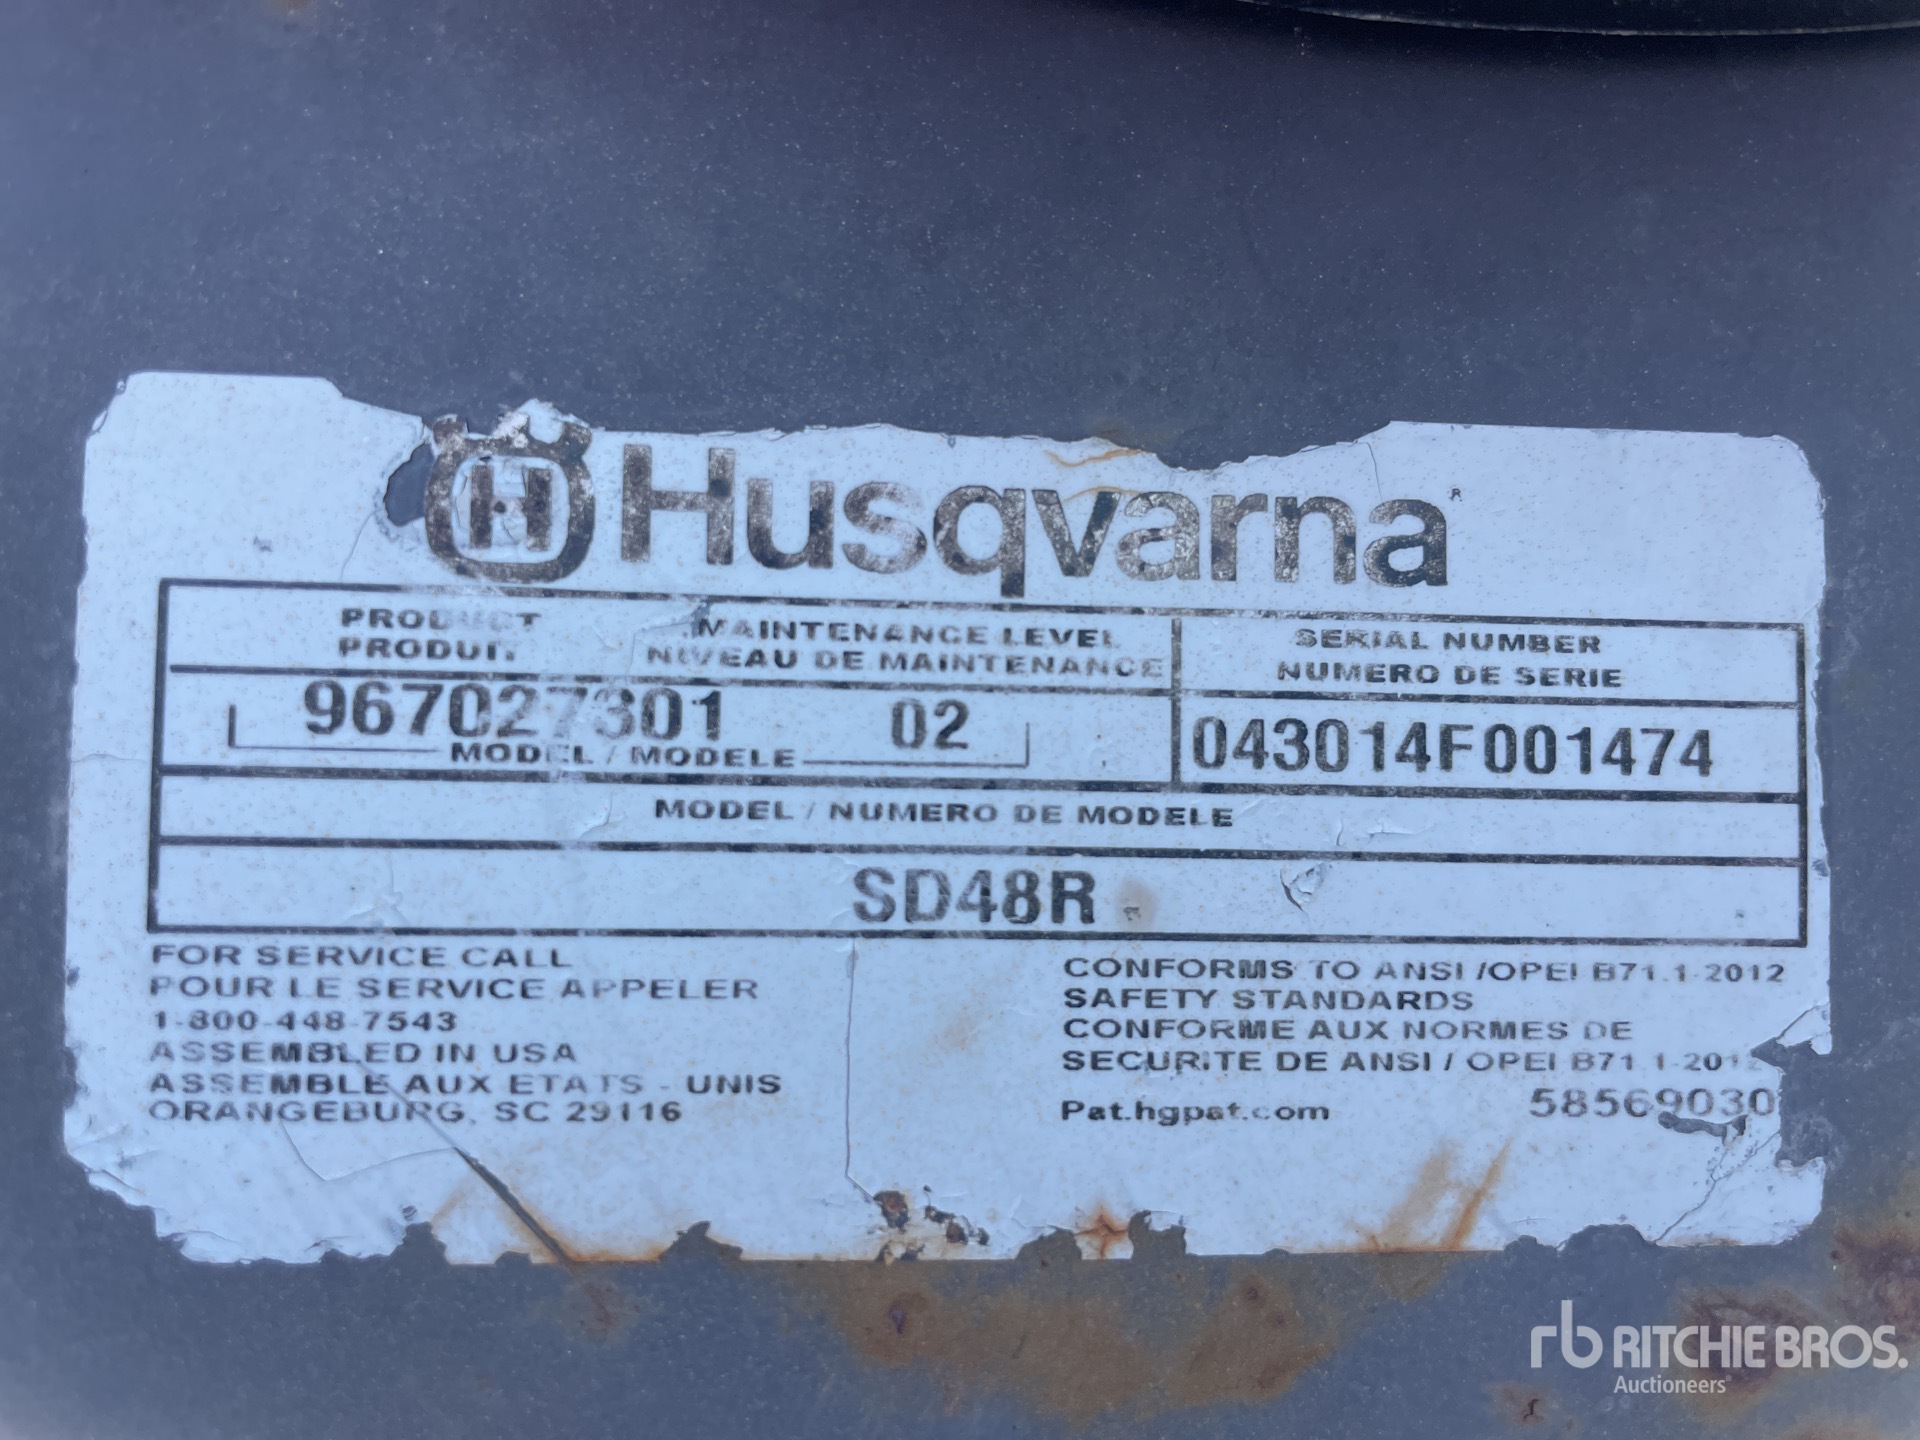 H Husqvarna®
PRODUCT MAINTENANCE LEVEL SERIAL NUMBER
PRODUIT NIVEAU DE MAINTENANCE NUMERO DE SERIE
967027301 02 043014F001474
MODEL / MODELE
MODEL / NUMERO DE MODELE
SD48R
FOR SERVICE CALL
POUR LE SERVICE APPELER
1-800-448-7543
ASSEMBLED IN USA
ASSEMBLE AUX ETATS - UNIS
ORANGEBURG, SC 29116
CONFORMS TO ANSI /OPEI B71.1-2012
SAFETY STANDARDS
CONFORME AUX NORMES DE
SECURITE DE ANSI / OPEI B71.1-2012
Pat.hgpat.com 58569030
rb RITCHIE BROS.
Auctioneers